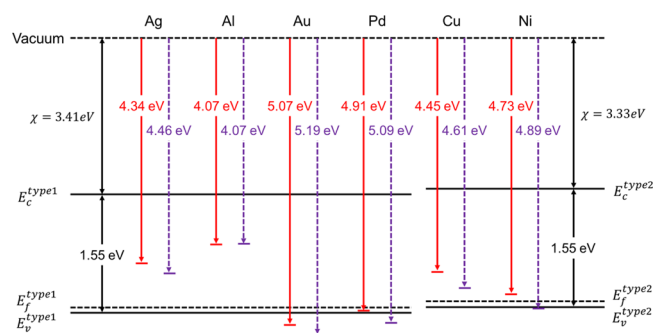 Ag Al Au Pd Cu Ni
Vacuum
4.34 eV 4.07 eV 5.07 eV 4.91 eV 4.45 eV 4.73 eV
χ = 3.41eV χ = 3.33eV
4.46 eV 4.07 eV 5.19 eV 5.09 eV 4.61 eV 4.89 eV
E_c^type1 E_c^type2
1.55 eV 1.55 eV
E_f^type1 E_f^type2
E_v^type1 E_v^type2